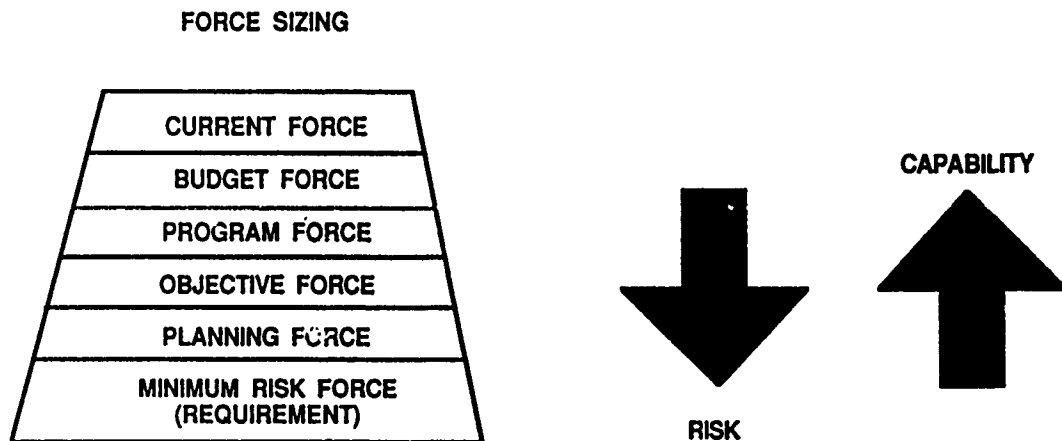 FORCE SIZING
CURRENT FORCE
BUDGET FORCE
PROGRAM FORCE
OBJECTIVE FORCE
PLANNING FORCE
MINIMUM RISK FORCE
(REQUIREMENT)
CAPABILITY
RISK